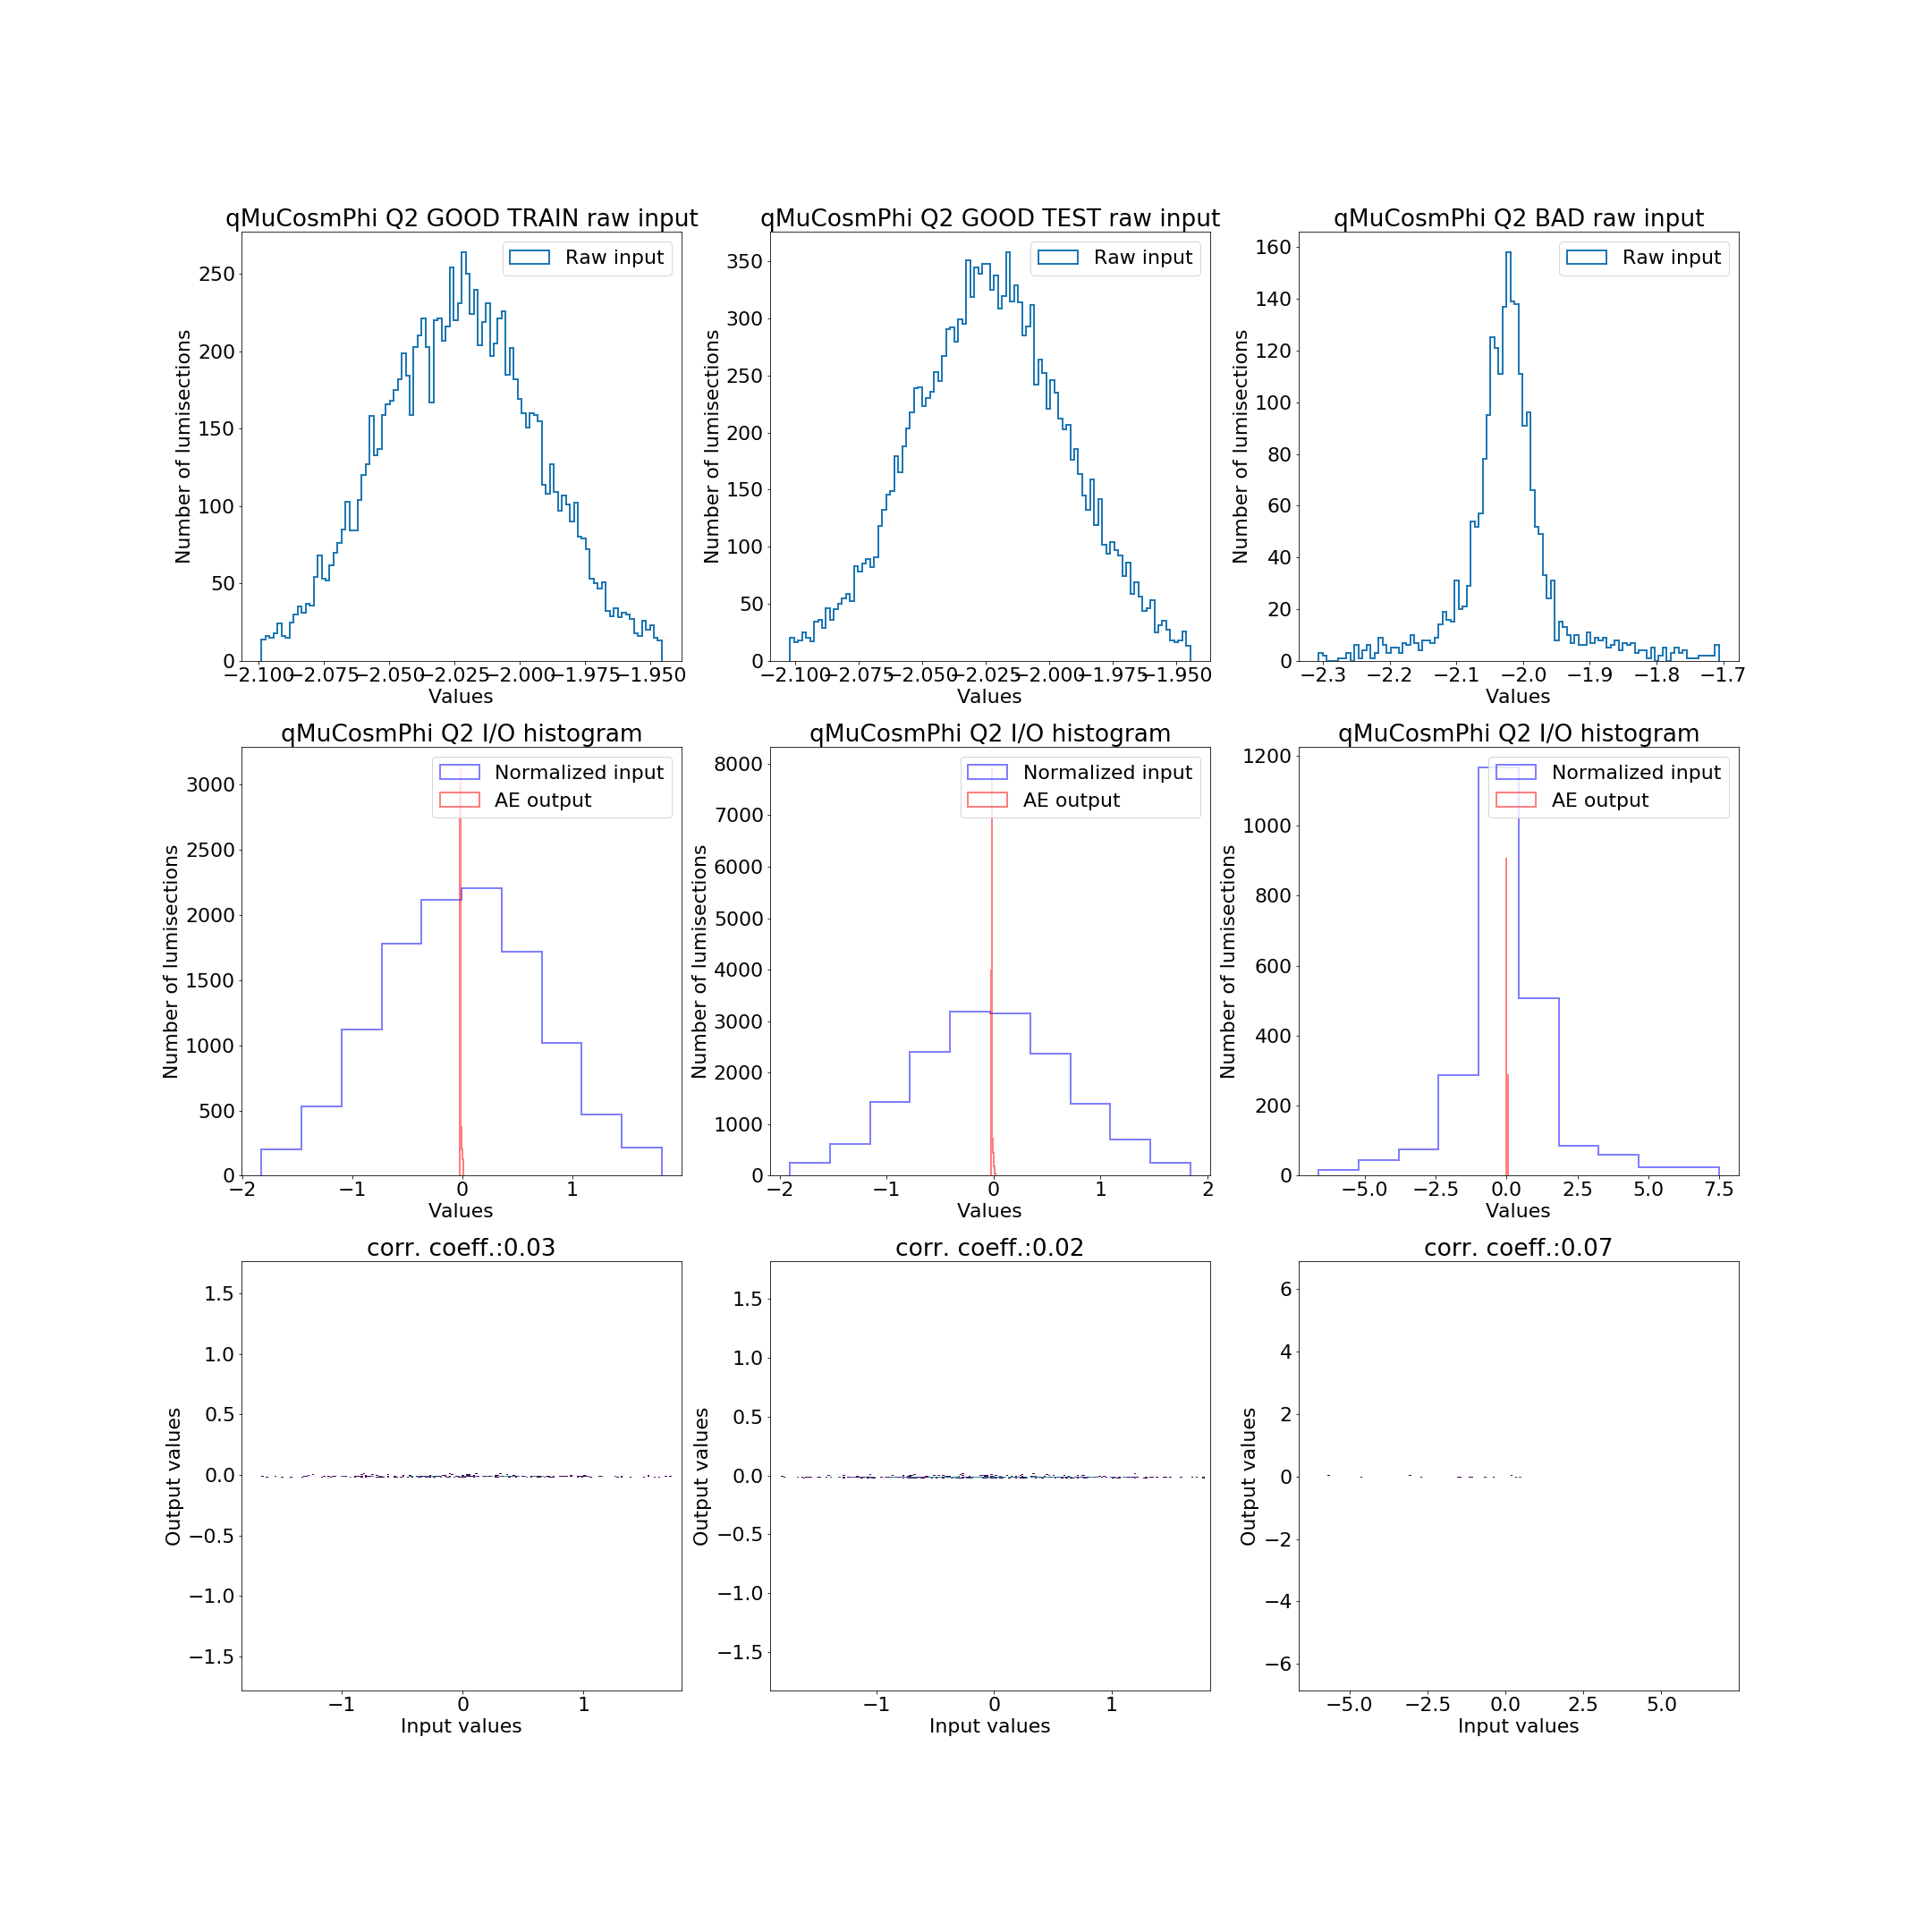 qMuCosmPhi Q2 GOOD TRAIN raw input
Raw input
Number of lumisections
250
200
150
100
50
0
−2.100 −2.075 −2.050 −2.025 −2.000 −1.975 −1.950
Values
qMuCosmPhi Q2 GOOD TEST raw input
Raw input
Number of lumisections
350
300
250
200
150
100
50
0
−2.100 −2.075 −2.050 −2.025 −2.000 −1.975 −1.950
Values
qMuCosmPhi Q2 BAD raw input
Raw input
Number of lumisections
160
140
120
100
80
60
40
20
0
−2.3 −2.2 −2.1 −2.0 −1.9 −1.8 −1.7
Values
qMuCosmPhi Q2 I/O histogram
Normalized input
AE output
Number of lumisections
3000
2500
2000
1500
1000
500
0
−2 −1 0 1
Values
qMuCosmPhi Q2 I/O histogram
Normalized input
AE output
Number of lumisections
8000
7000
6000
5000
4000
3000
2000
1000
0
−2 −1 0 1 2
Values
qMuCosmPhi Q2 I/O histogram
Normalized input
AE output
Number of lumisections
1200
1000
800
600
400
200
0
−5.0 −2.5 0.0 2.5 5.0 7.5
Values
corr. coeff.:0.03
Output values
1.5
1.0
0.5
0.0
−0.5
−1.0
−1.5
−1 0 1
Input values
corr. coeff.:0.02
Output values
1.5
1.0
0.5
0.0
−0.5
−1.0
−1.5
−1 0 1
Input values
corr. coeff.:0.07
Output values
6
4
2
0
−2
−4
−6
−5.0 −2.5 0.0 2.5 5.0
Input values